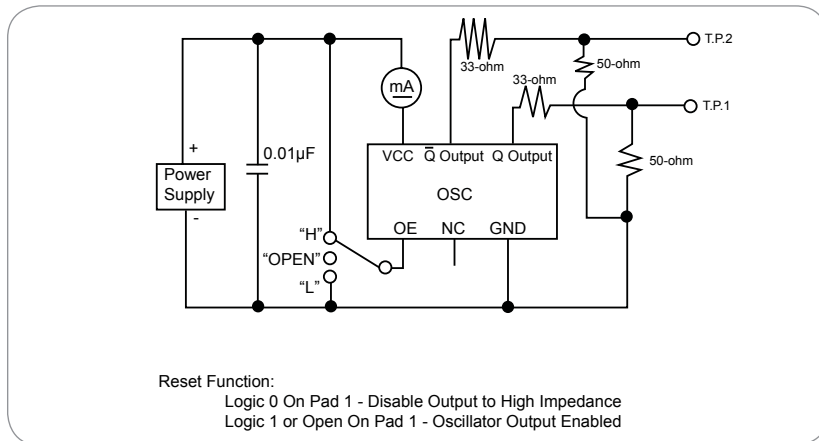 T.P.2
33-ohm
50-ohm
33-ohm
T.P.1
mA
+
0.01µF
VCC
Q̅ Output
Q Output
50-ohm
Power
Supply
OSC
-
OE
NC
GND
“H”
“OPEN”
“L”
Reset Function:
Logic 0 On Pad 1 - Disable Output to High Impedance
Logic 1 or Open On Pad 1 - Oscillator Output Enabled